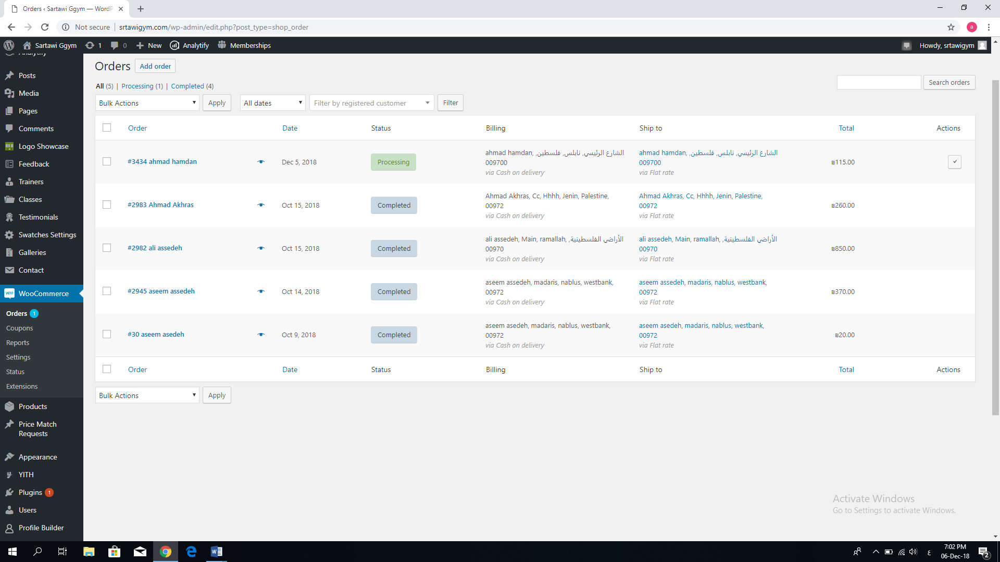 Orders ‹ Sartawi Ggym — WordP
Not secure
srtawigym.com/wp-admin/edit.php?post_type=shop_order
a
Sartawi Ggym
1
0
New
Analytify
Memberships
Howdy, srtawigym
Analytify
Posts
Media
Pages
Comments
Logo Showcase
Feedback
Trainers
Classes
Testimonials
Swatches Settings
Galleries
Contact
WooCommerce
Orders 1
Coupons
Reports
Settings
Status
Extensions
Products
Price Match
Requests
Appearance
YITH
Plugins 1
Users
Profile Builder
Orders
Add order
All (5) | Processing (1) | Completed (4)
Search orders
Bulk Actions
Apply
All dates
Filter by registered customer
Filter
Order Date Status Billing Ship to Total Actions
#3434 ahmad hamdan
Dec 5, 2018
Processing
ahmad hamdan, الشارع الرئيسي, نابلس, فلسطين,
009700
via Cash on delivery
ahmad hamdan, الشارع الرئيسي, نابلس, فلسطين,
009700
via Flat rate
₪115.00
#2983 Ahmad Akhras
Oct 15, 2018
Completed
Ahmad Akhras, Cc, Hhhh, Jenin, Palestine,
00972
via Cash on delivery
Ahmad Akhras, Cc, Hhhh, Jenin, Palestine,
00972
via Flat rate
₪260.00
#2982 ali assedeh
Oct 15, 2018
Completed
ali assedeh, Main, ramallah, الأراضي الفلسطينية,
00970
via Cash on delivery
ali assedeh, Main, ramallah, الأراضي الفلسطينية,
00970
via Flat rate
₪850.00
#2945 aseem assedeh
Oct 14, 2018
Completed
aseem assedeh, madaris, nablus, westbank,
00972
via Cash on delivery
aseem assedeh, madaris, nablus, westbank,
00972
via Flat rate
₪370.00
#30 aseem asedeh
Oct 9, 2018
Completed
aseem asedeh, madaris, nablus, westbank,
00972
via Cash on delivery
aseem asedeh, madaris, nablus, westbank,
00972
via Flat rate
₪20.00
Order Date Status Billing Ship to Total Actions
Bulk Actions
Apply
Activate Windows
Go to Settings to activate Windows.
ع
7:02 PM
06-Dec-18
2